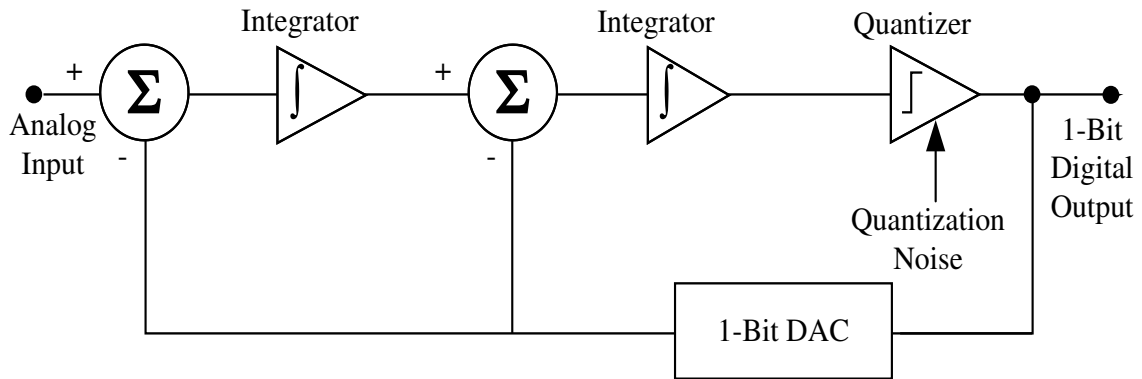 Integrator
Integrator
Quantizer
+
Σ
∫
+
Σ
∫
Analog
Input
-
-
1-Bit
Digital
Output
Quantization
Noise
1-Bit DAC